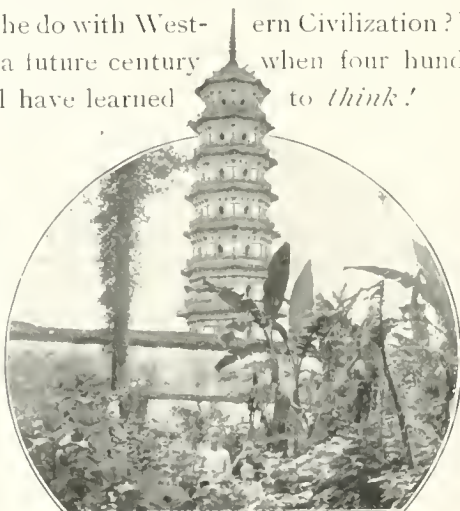 he do with West- ern Civilization?
a future century when four hund
l have learned to think!